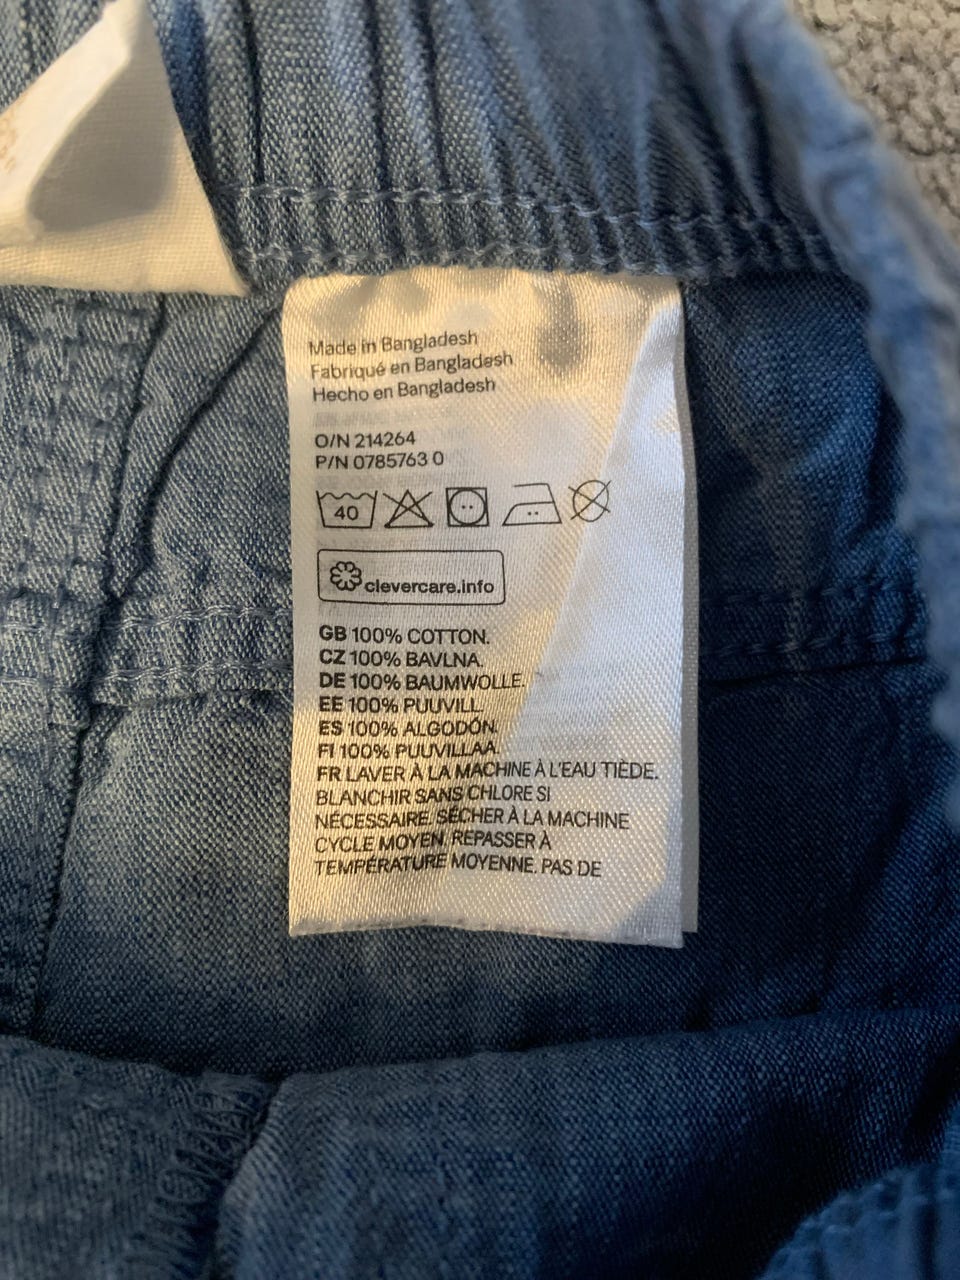 Made in Bangladesh
Fabriqué en Bangladesh
Hecho en Bangladesh
O/N 214264
P/N 0785763 0
40
clevercare.info
GB 100% COTTON.
CZ 100% BAVLNA.
DE 100% BAUMWOLLE.
EE 100% PUUVILL.
ES 100% ALGODÓN.
FI 100% PUUVILLAA.
FR LAVER À LA MACHINE À L'EAU TIÈDE.
BLANCHIR SANS CHLORE SI
NÉCESSAIRE. SÉCHER À LA MACHINE
CYCLE MOYEN. REPASSER À
TEMPÉRATURE MOYENNE. PAS DE